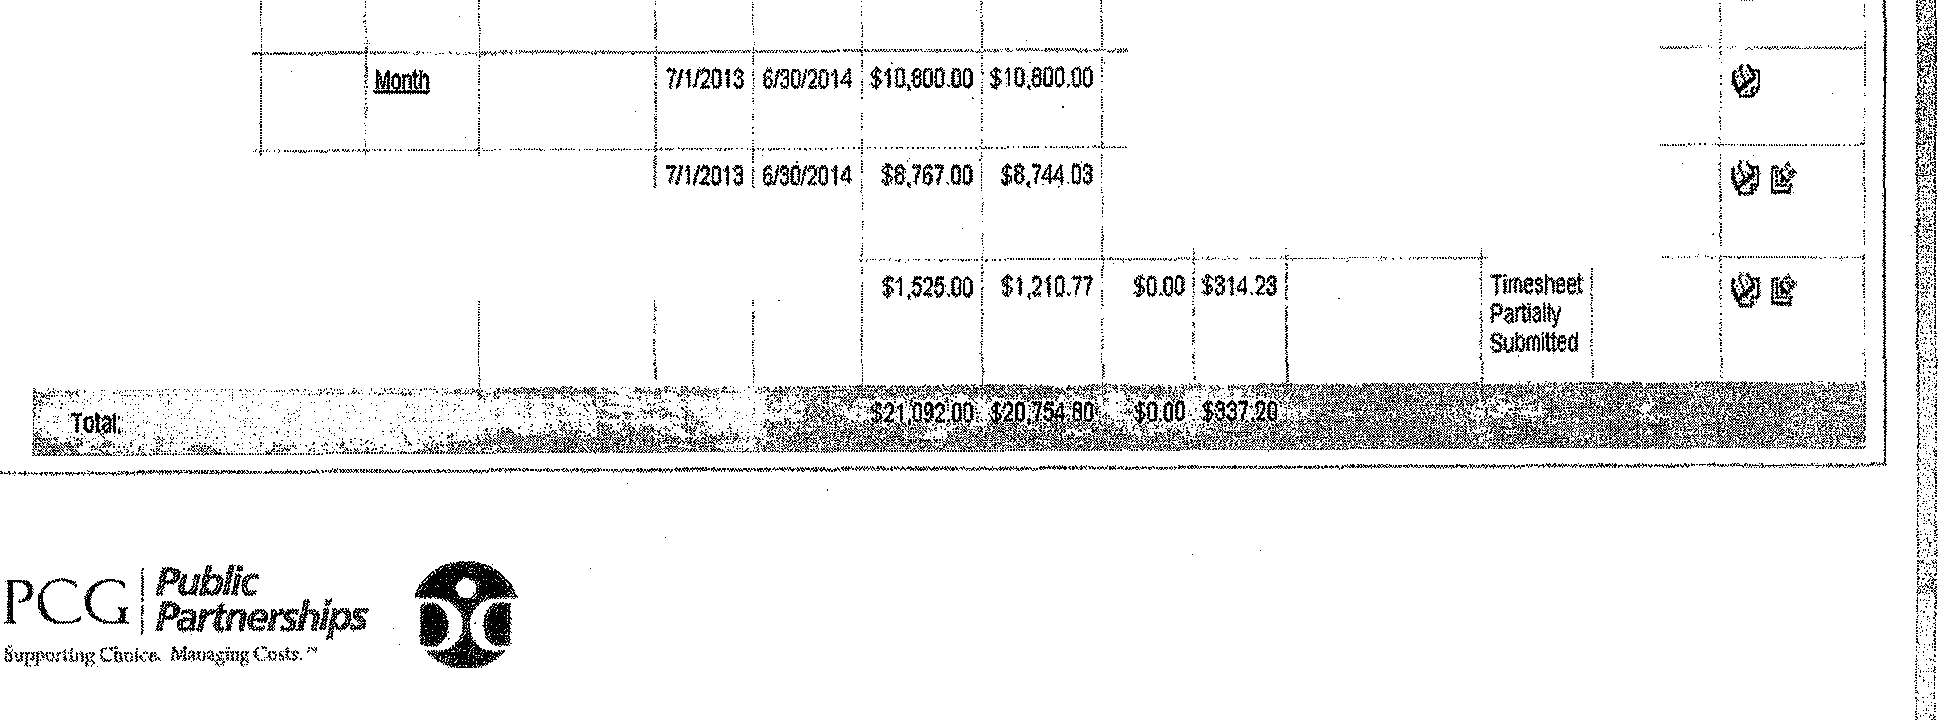 Month 7/1/2013 6/30/2014 $10,800.00 $10,800.00
7/1/2013 6/30/2014 $8,767.00 $8,744.03
$1,525.00 $1,210.77 $0.00 $314.23 Timesheet
Partially
Submitted
Total: $21,092.00 $20,754.80 $0.00 $337.20
PCG Public
Partnerships
Supporting Choice. Managing Costs.™